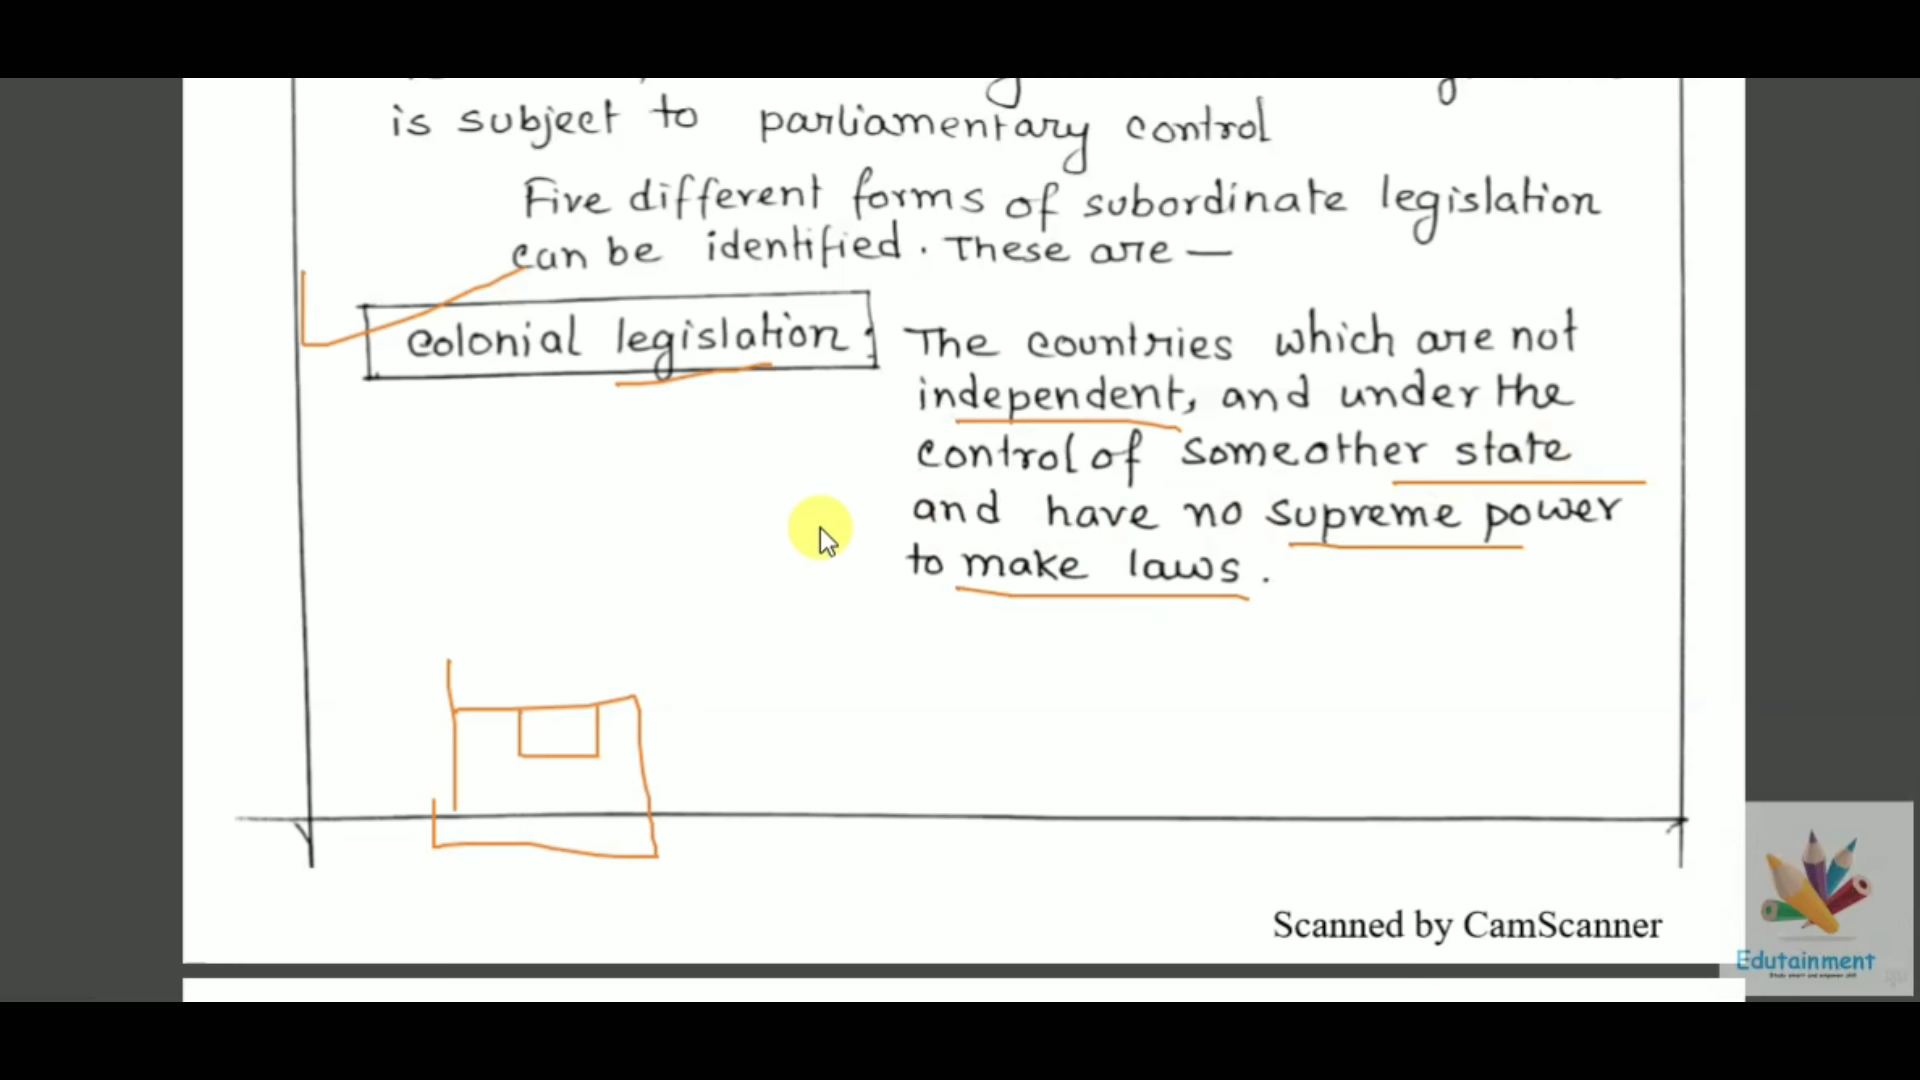 is subject to parliamentary control
Five different forms of subordinate legislation
can be identified. These are —
colonial legislation: The countries which are not
independent, and under the
control of someother state
and have no supreme power
to make laws.
Scanned by CamScanner
Edutainment